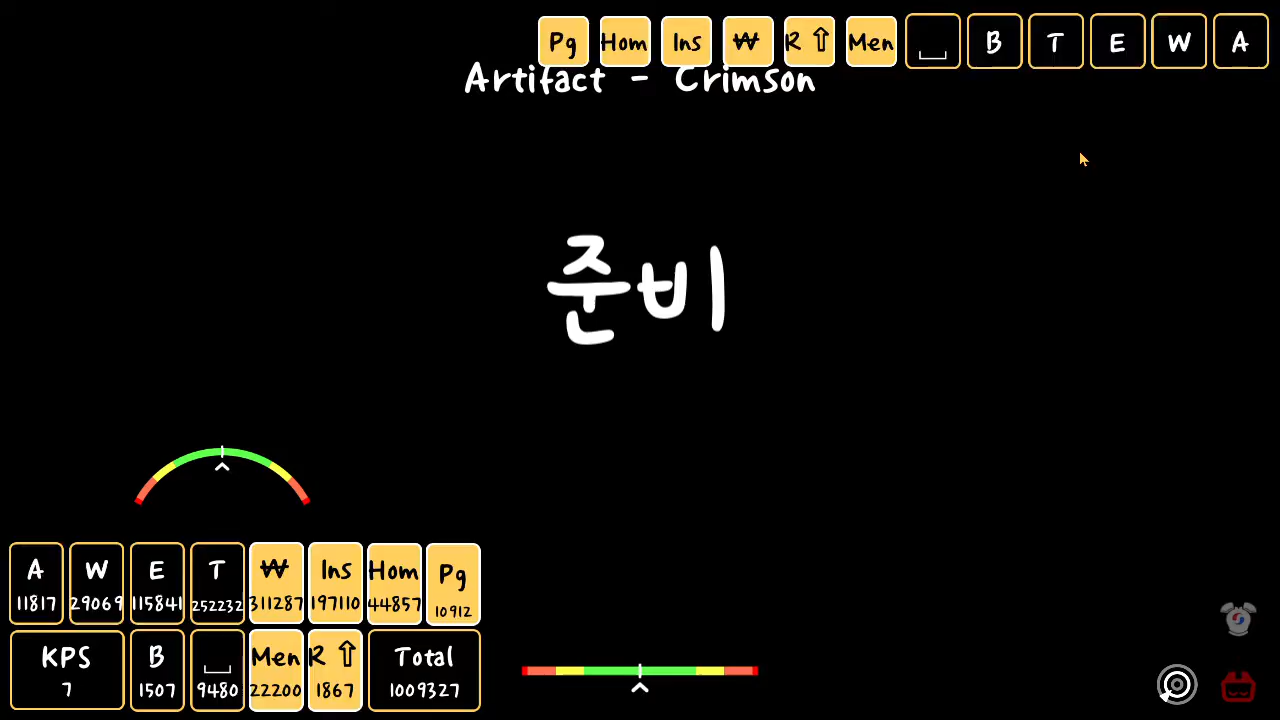 Pg Hom Ins ₩ R ⇧ Men ⎵ B T E W A
Artifact - Crimson
준비
A W E T ₩ Ins Hom Pg
11817 29069 115841 252232 311287 197110 44857 10912
KPS B ⎵ Men R ⇧ Total
7 1507 9480 22200 1867 1009327